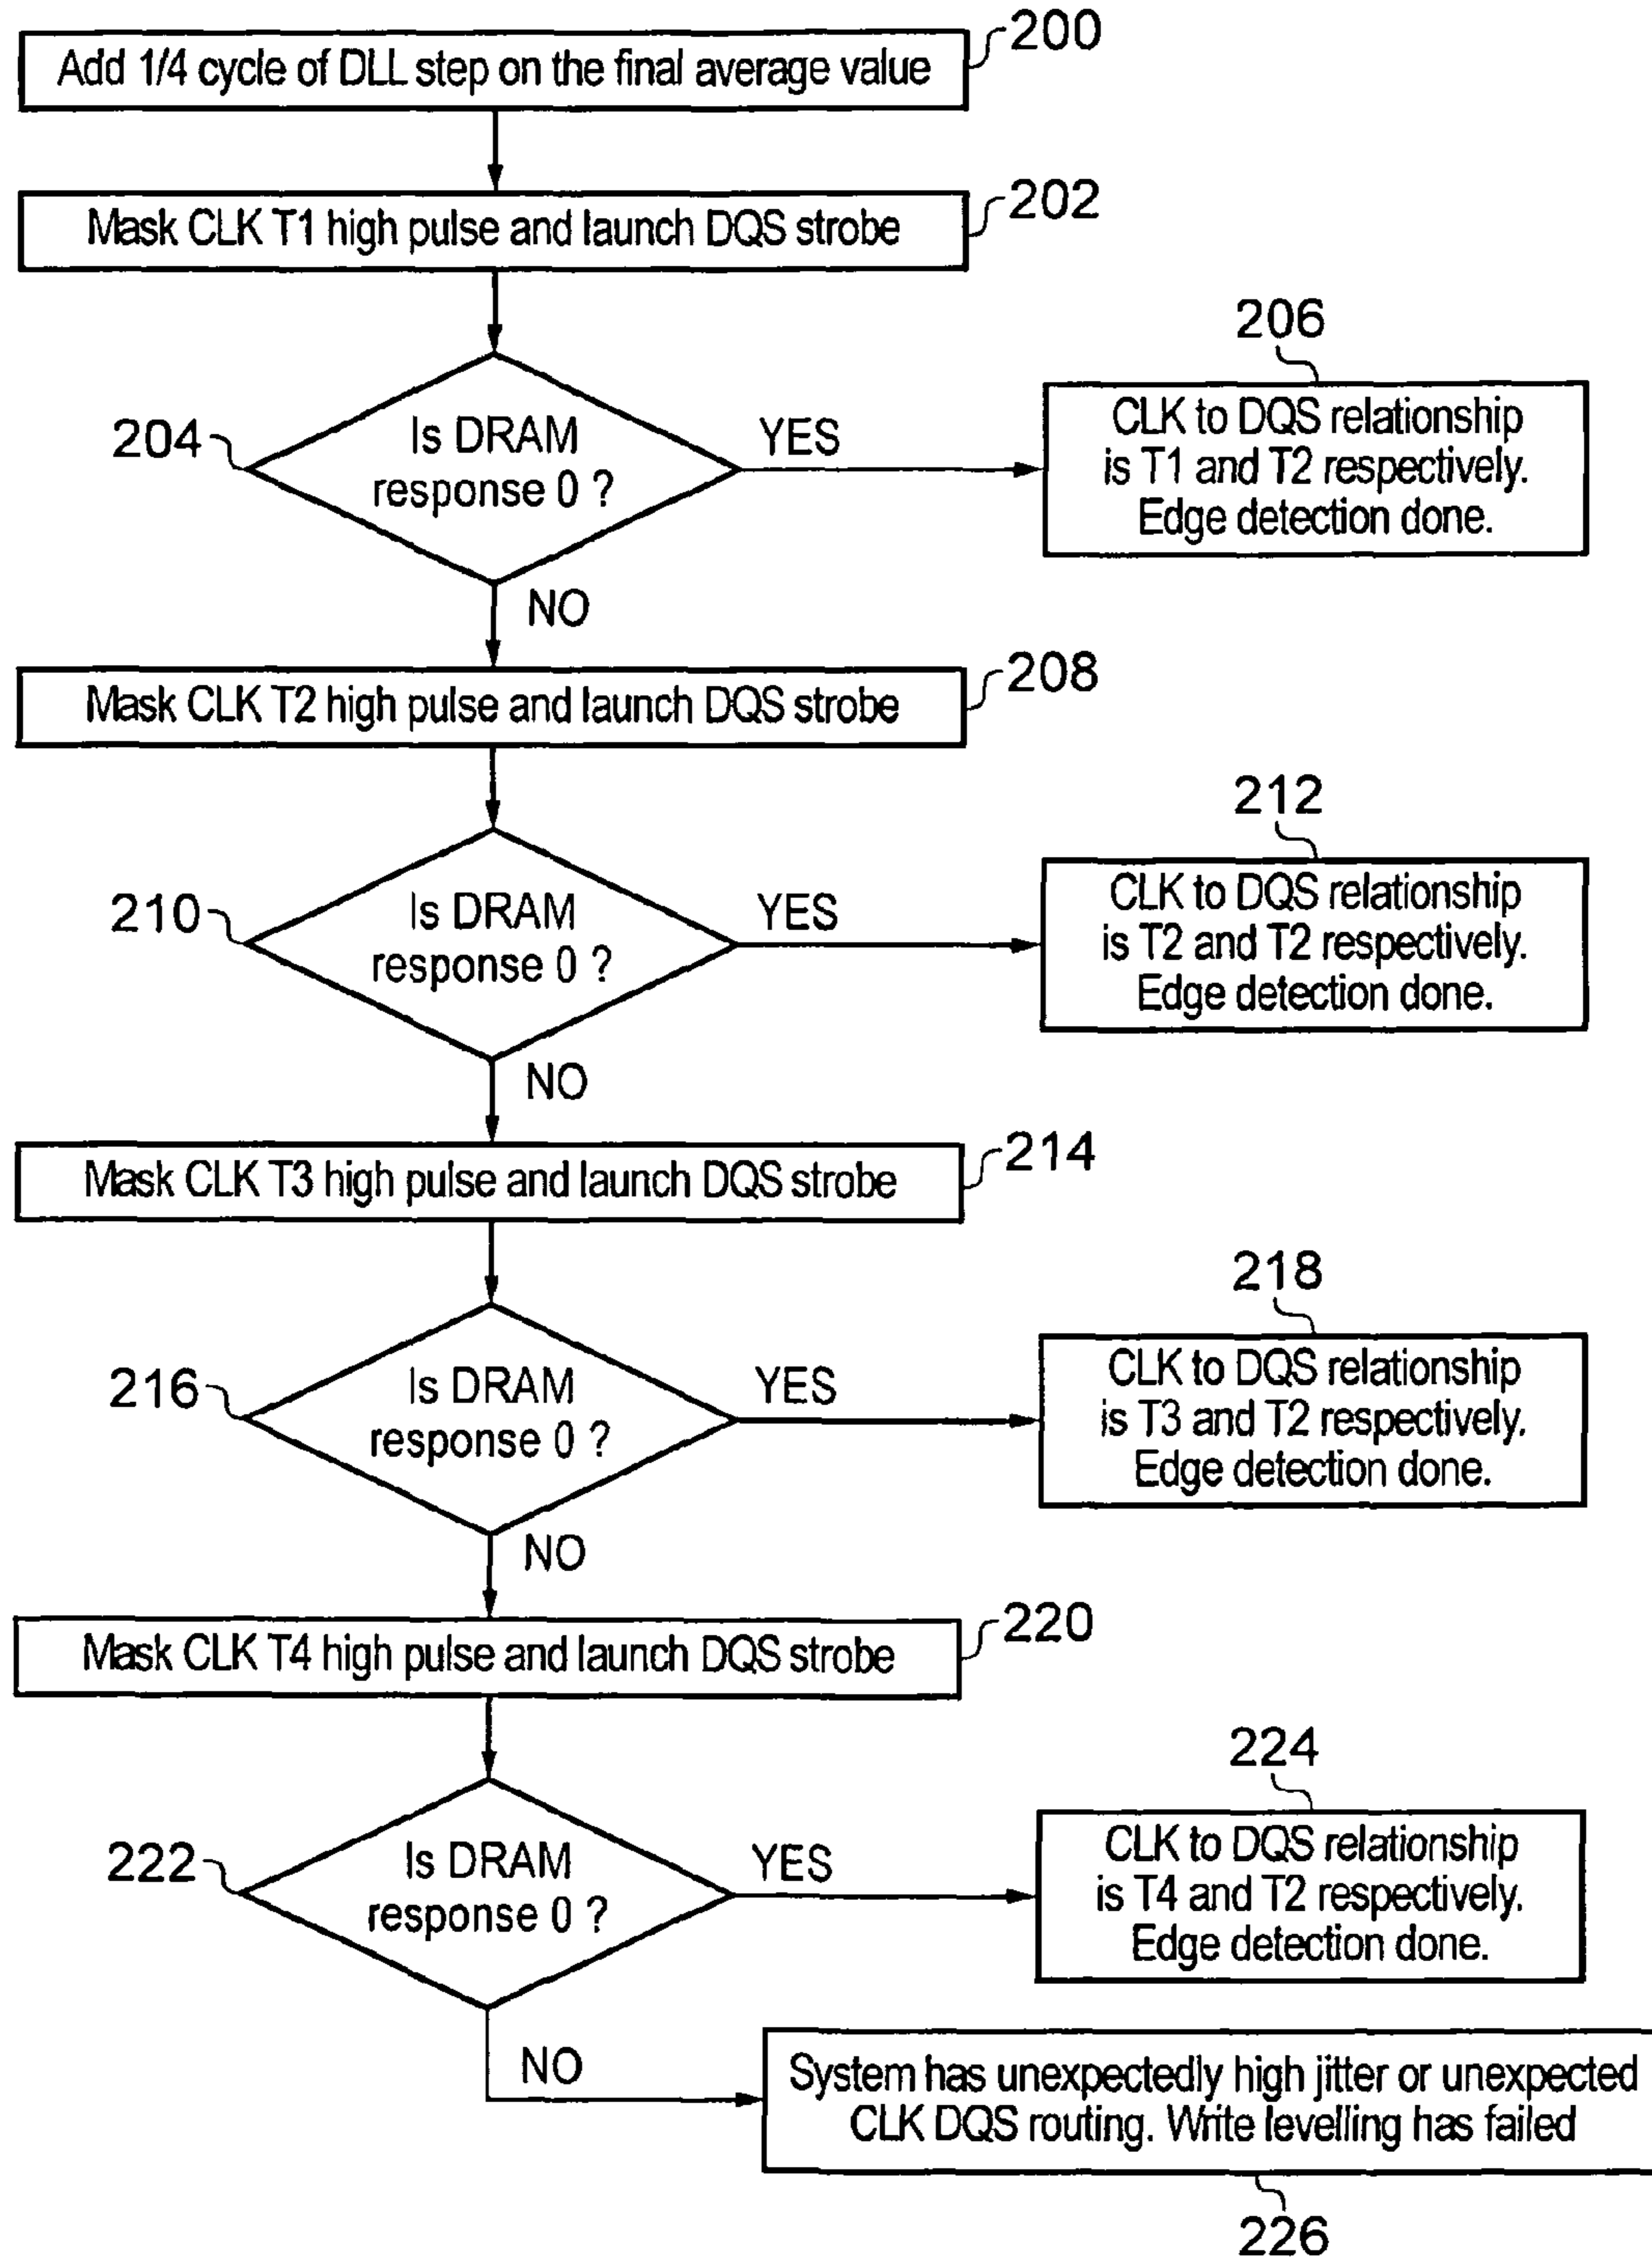 200
Add 1/4 cycle of DLL step on the final average value
202
Mask CLK T1 high pulse and launch DQS strobe
206
204
Is DRAM
response 0 ?
YES
CLK to DQS relationship
is T1 and T2 respectively.
Edge detection done.
NO
208
Mask CLK T2 high pulse and launch DQS strobe
212
210
Is DRAM
response 0 ?
YES
CLK to DQS relationship
is T2 and T2 respectively.
Edge detection done.
NO
214
Mask CLK T3 high pulse and launch DQS strobe
218
216
Is DRAM
response 0 ?
YES
CLK to DQS relationship
is T3 and T2 respectively.
Edge detection done.
NO
220
Mask CLK T4 high pulse and launch DQS strobe
224
222
Is DRAM
response 0 ?
YES
CLK to DQS relationship
is T4 and T2 respectively.
Edge detection done.
NO
System has unexpectedly high jitter or unexpected
CLK DQS routing. Write levelling has failed
226